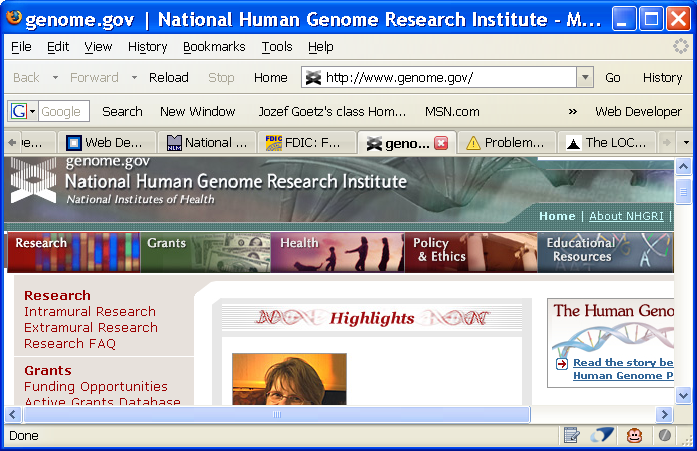 genome.gov | National Human Genome Research Institute - M...
File Edit View History Bookmarks Tools Help
Back Forward Reload Stop Home http://www.genome.gov/ Go History
G Google Search New Window Jozef Goetz's class Hom... MSN.com » Web Developer
De... Web De... National ... FDIC: F... geno... Problem... The LOC...
genome.gov
National Human Genome Research Institute
National Institutes of Health
Home | About NHGRI |
Research Grants Health Policy & Ethics Educational Resources
Research
Intramural Research
Extramural Research
Research FAQ
Grants
Funding Opportunities
Active Grants Database
Highlights
The Human Geno
Read the story be
Human Genome P
Done